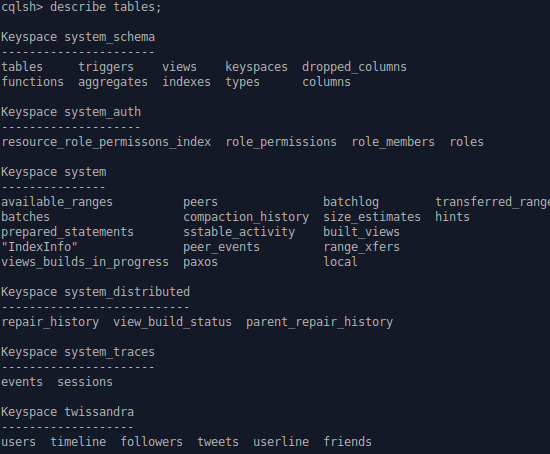 cqlsh> describe tables;
Keyspace system_schema
----------------------
tables     triggers    views    keyspaces  dropped_columns
functions  aggregates  indexes  types      columns
Keyspace system_auth
--------------------
resource_role_permissons_index  role_permissions  role_members  roles
Keyspace system
---------------
available_ranges          peers               batchlog        transferred_range
batches                   compaction_history  size_estimates  hints
prepared_statements       sstable_activity    built_views
"IndexInfo"               peer_events         range_xfers
views_builds_in_progress  paxos               local
Keyspace system_distributed
---------------------------
repair_history  view_build_status  parent_repair_history
Keyspace system_traces
----------------------
events  sessions
Keyspace twissandra
-------------------
users  timeline  followers  tweets  userline  friends